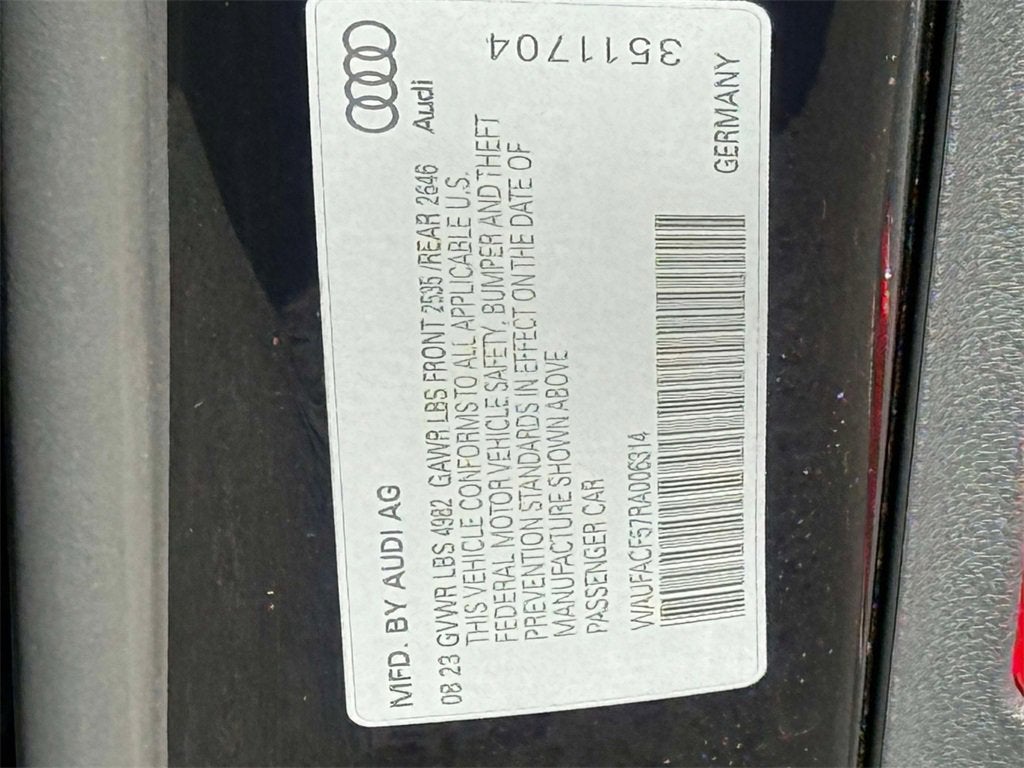 MFD. BY AUDI AG
Audi
08 23 GVWR LBS 4982 GAWR LBS FRONT 2535 /REAR 2646
THIS VEHICLE CONFORMS TO ALL APPLICABLE U.S.
FEDERAL MOTOR VEHICLE SAFETY, BUMPER AND THEFT
PREVENTION STANDARDS IN EFFECT ON THE DATE OF
MANUFACTURE SHOWN ABOVE
PASSENGER CAR
3511704
WAUFACF57RA006314
GERMANY